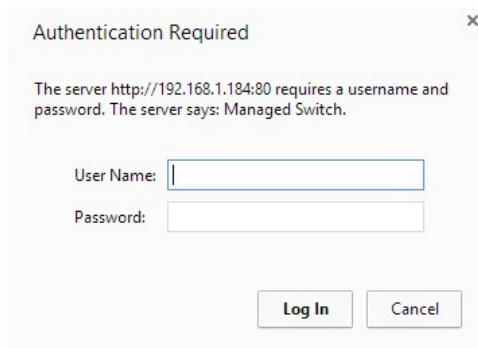 Authentication Required
The server http://192.168.1.184:80 requires a username and
password. The server says: Managed Switch.
User Name:
Password:
Log In
Cancel